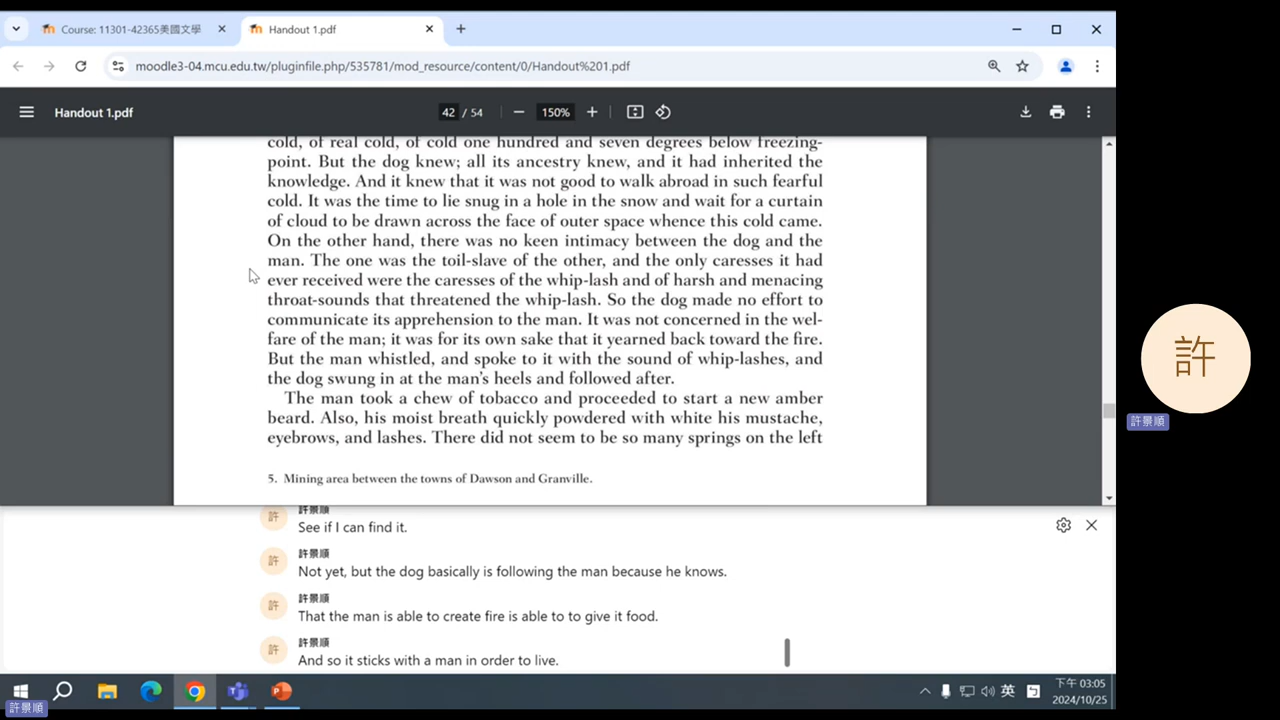 Course: 11301-42365美國文學
Handout 1.pdf
moodle3-04.mcu.edu.tw/pluginfile.php/535781/mod_resource/content/0/Handout%201.pdf
Handout 1.pdf
42 / 54
150%
cold, of real cold, of cold one hundred and seven degrees below freezing-
point. But the dog knew; all its ancestry knew, and it had inherited the
knowledge. And it knew that it was not good to walk abroad in such fearful
cold. It was the time to lie snug in a hole in the snow and wait for a curtain
of cloud to be drawn across the face of outer space whence this cold came.
On the other hand, there was no keen intimacy between the dog and the
man. The one was the toil-slave of the other, and the only caresses it had
ever received were the caresses of the whip-lash and of harsh and menacing
throat-sounds that threatened the whip-lash. So the dog made no effort to
communicate its apprehension to the man. It was not concerned in the wel-
fare of the man; it was for its own sake that it yearned back toward the fire.
But the man whistled, and spoke to it with the sound of whip-lashes, and
the dog swung in at the man's heels and followed after.
The man took a chew of tobacco and proceeded to start a new amber
beard. Also, his moist breath quickly powdered with white his mustache,
eyebrows, and lashes. There did not seem to be so many springs on the left
5. Mining area between the towns of Dawson and Granville.
許
許景順
許
許景順
See if I can find it.
許
許景順
Not yet, but the dog basically is following the man because he knows.
許
許景順
That the man is able to create fire is able to to give it food.
許
許景順
And so it sticks with a man in order to live.
英
下午 03:05
2024/10/25
許景順